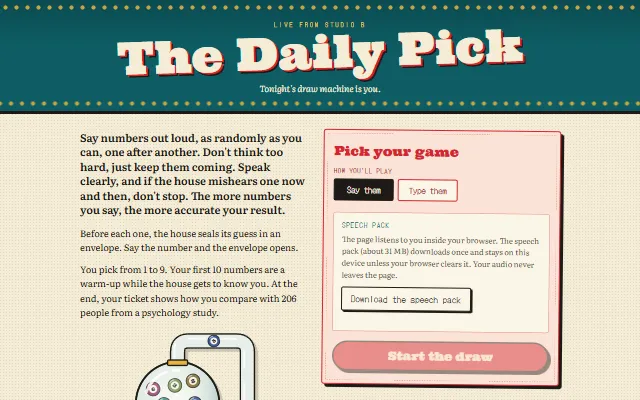 LIVE FROM STUDIO B
The Daily Pick
Tonight's draw machine is you.
Say numbers out loud, as randomly as you
can, one after another. Don't think too
hard, just keep them coming. Speak
clearly, and if the house mishears one now
and then, don't stop. The more numbers
you say, the more accurate your result.
Before each one, the house seals its guess in an
envelope. Say the number and the envelope opens.
You pick from 1 to 9. Your first 10 numbers are a
warm-up while the house gets to know you. At the
end, your ticket shows how you compare with 206
people from a psychology study.
Pick your game
HOW YOU'LL PLAY
Say them
Type them
SPEECH PACK
The page listens to you inside your browser. The speech
pack (about 31 MB) downloads once and stays on this
device unless your browser clears it. Your audio never
leaves the page.
Download the speech pack
Start the draw